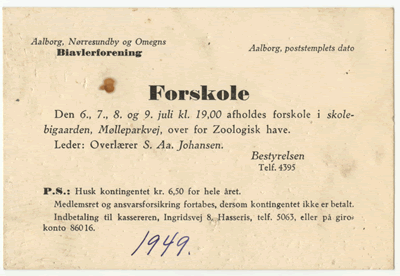 Aalborg, Nørresundby og Omegns
Biavlerforening
Aalborg, poststemplets dato
Forskole
Den 6., 7., 8. og 9. juli kl. 19,00 afholdes forskole i skole-
bigaarden, Mølleparkvej, over for Zoologisk have.
Leder: Overlærer S. Aa. Johansen.
Bestyrelsen
Telf. 4395
P.S.: Husk kontingentet kr. 6,50 for hele året.
Medlemsret og ansvarsforsikring fortabes, dersom kontingentet ikke er betalt.
Indbetaling til kassereren, Ingridsvej 8, Hasseris, telf. 5063, eller på giro-
konto 86016.
1949.